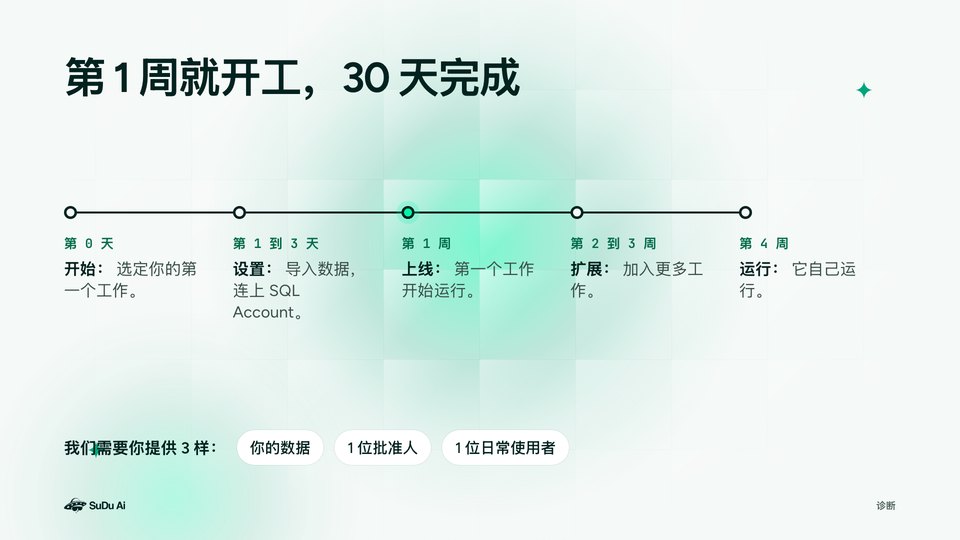 第 1 周就开工，30 天完成
第 0 天
开始： 选定你的第
一个工作。
第 1 到 3 天
设置： 导入数据，
连上 SQL
Account。
第 1 周
上线： 第一个工作
开始运行。
第 2 到 3 周
扩展： 加入更多工
作。
第 4 周
运行： 它自己运
行。
我们需要你提供 3 样： 你的数据 1 位批准人 1 位日常使用者
SuDu Ai
诊断